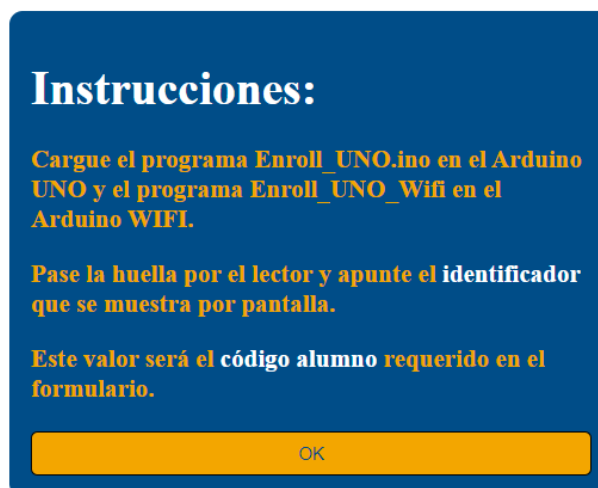 Instrucciones:
Cargue el programa Enroll_UNO.ino en el Arduino
UNO y el programa Enroll_UNO_Wifi en el
Arduino WIFI.
Pase la huella por el lector y apunte el identificador
que se muestra por pantalla.
Este valor será el código alumno requerido en el
formulario.
OK